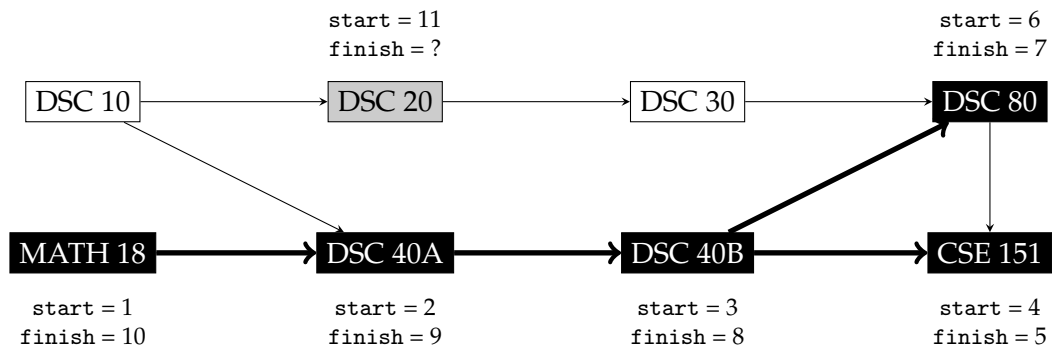 start = 11
finish = ?
start = 6
finish = 7
DSC 10
DSC 20
DSC 30
DSC 80
MATH 18
DSC 40A
DSC 40B
CSE 151
start = 1
finish = 10
start = 2
finish = 9
start = 3
finish = 8
start = 4
finish = 5